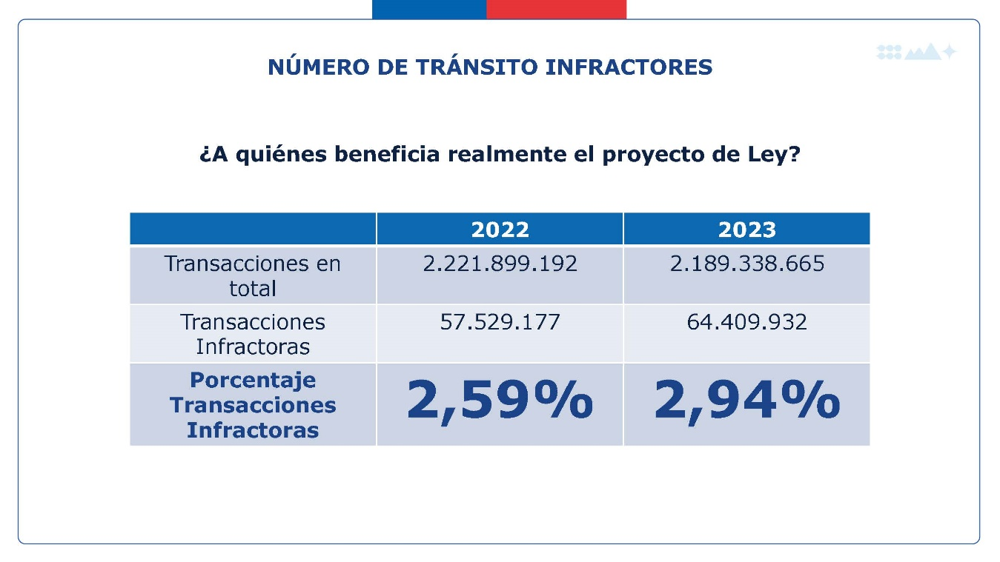 NÚMERO DE TRÁNSITO INFRACTORES
¿A quiénes beneficia realmente el proyecto de Ley?
2022 2023
Transacciones en total 2.221.899.192 2.189.338.665
Transacciones Infractoras 57.529.177 64.409.932
Porcentaje Transacciones Infractoras 2,59% 2,94%